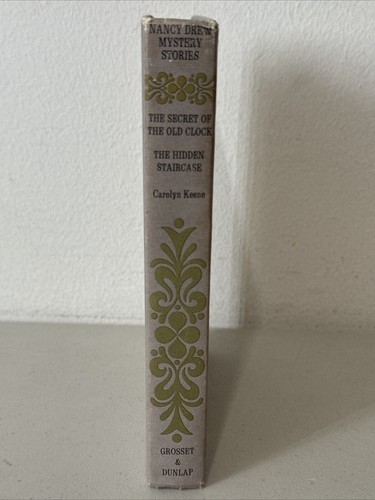 NANCY DREW
MYSTERY
STORIES
THE SECRET OF
THE OLD CLOCK
THE HIDDEN
STAIRCASE
Carolyn Keene
GROSSET
&
DUNLAP